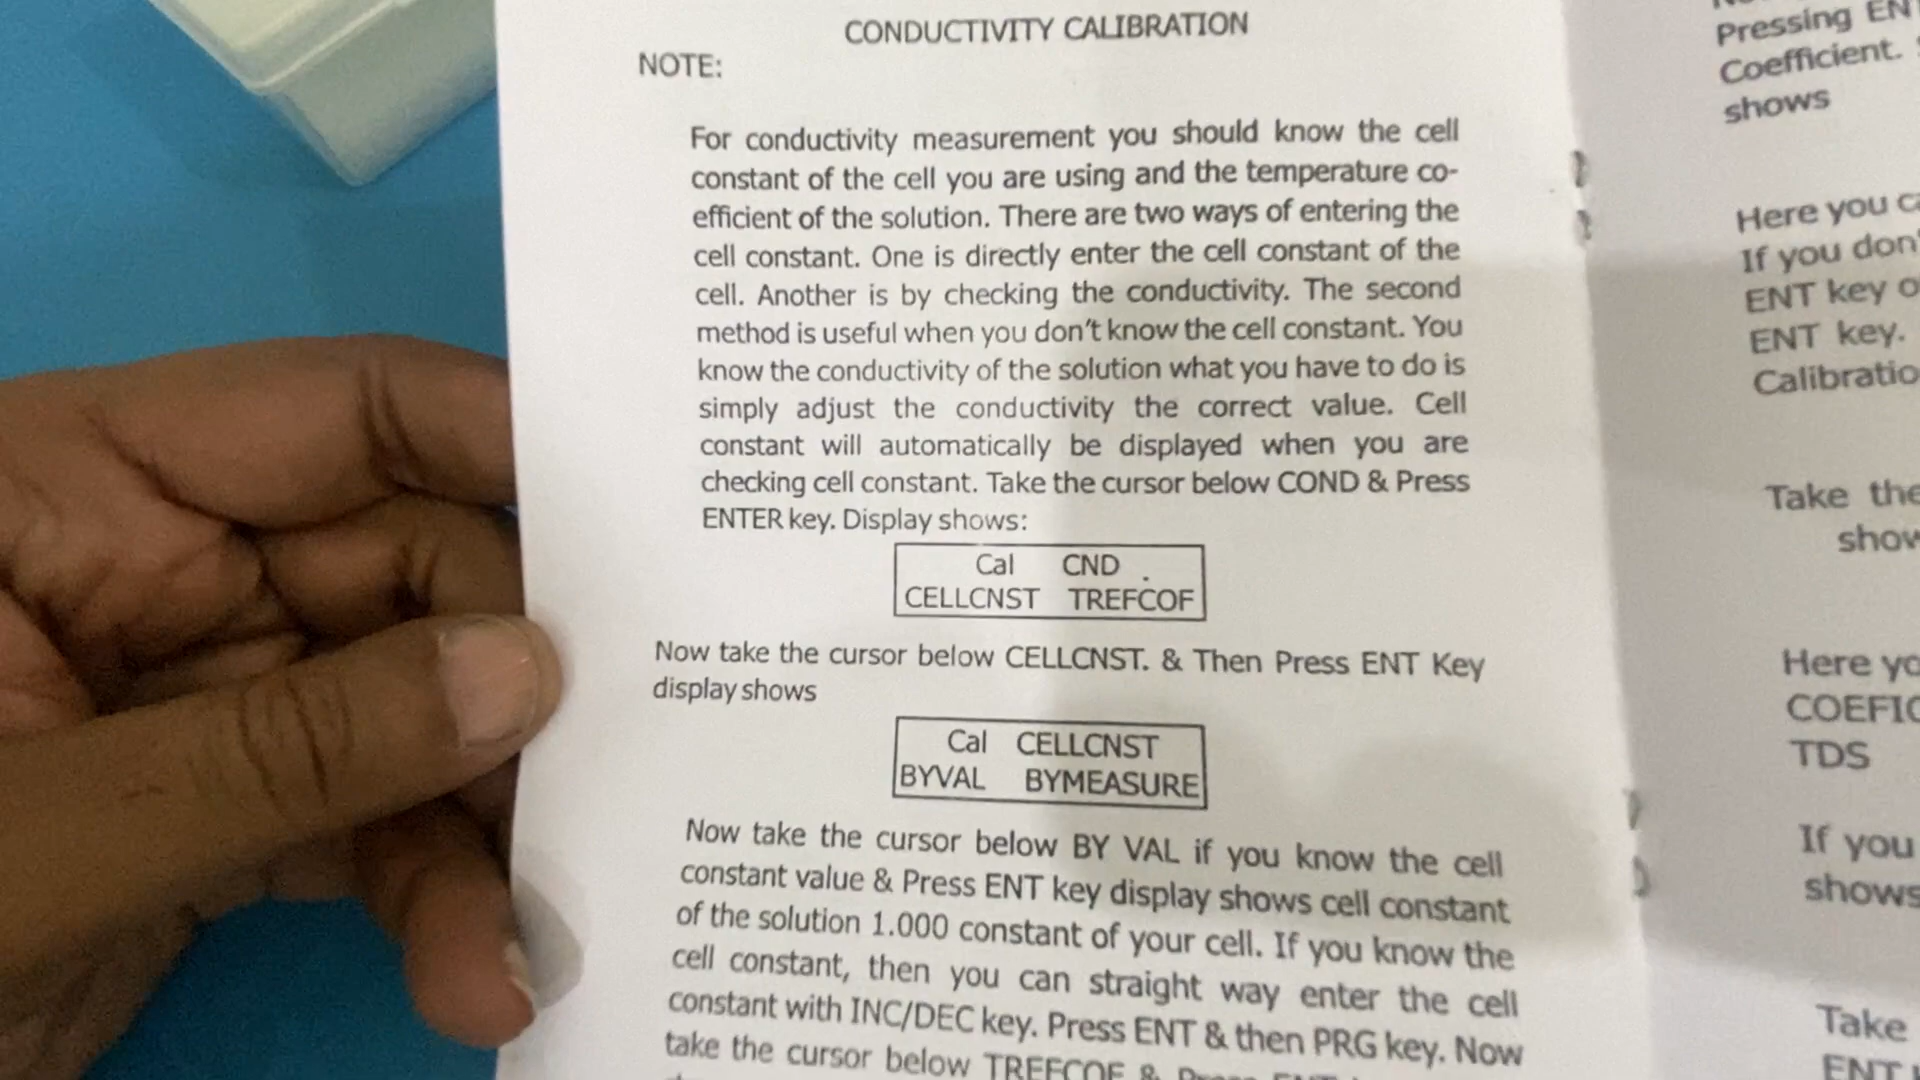 CONDUCTIVITY CALIBRATION
NOTE:
For conductivity measurement you should know the cell
constant of the cell you are using and the temperature co-
efficient of the solution. There are two ways of entering the
cell constant. One is directly enter the cell constant of the
cell. Another is by checking the conductivity. The second
method is useful when you don't know the cell constant. You
know the conductivity of the solution what you have to do is
simply adjust the conductivity the correct value. Cell
constant will automatically be displayed when you are
checking cell constant. Take the cursor below COND & Press
ENTER key. Display shows:
Cal CND .
CELLCNST TREFCOF
Now take the cursor below CELLCNST. & Then Press ENT Key
display shows
Cal CELLCNST
BYVAL BYMEASURE
Now take the cursor below BY VAL if you know the cell
constant value & Press ENT key display shows cell constant
of the solution 1.000 constant of your cell. If you know the
cell constant, then you can straight way enter the cell
constant with INC/DEC key. Press ENT & then PRG key. Now
take the cursor below TREFCOF &
Pressing
Coefficient.
shows
Here you
If you
ENT key
ENT key.
Take the
Here
TDS
If you
shows
Take